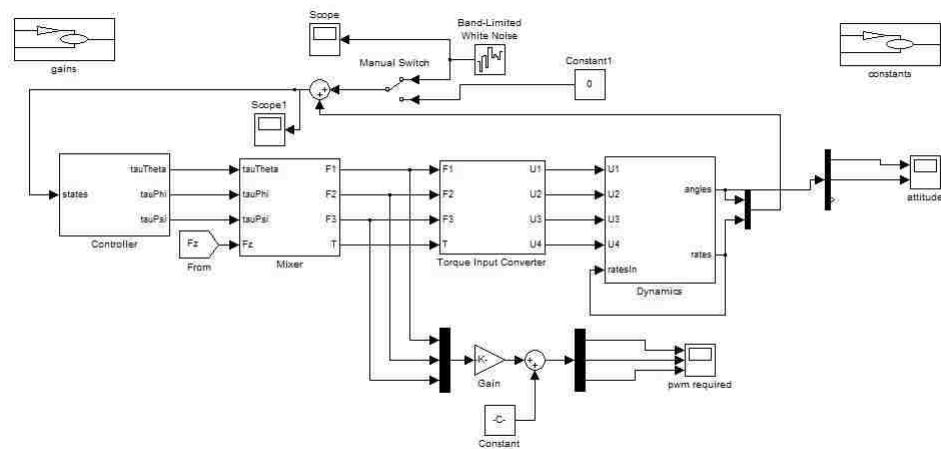 Scope
Band-Limited
White Noise
gains
Manual Switch
Constant1
constants
0
Scope1
states
tauTheta
tauPhi
tauPsi
Controller
Fz
From
tauTheta
tauPhi
tauPsi
Fz
F1
F2
F3
T
Mixer
F1
F2
F3
T
U1
U2
U3
U4
Torque Input Converter
U1
U2
U3
U4
ratesIn
angles
rates
Dynamics
attitude
-K-
Gain
-C-
Constant
pwm required